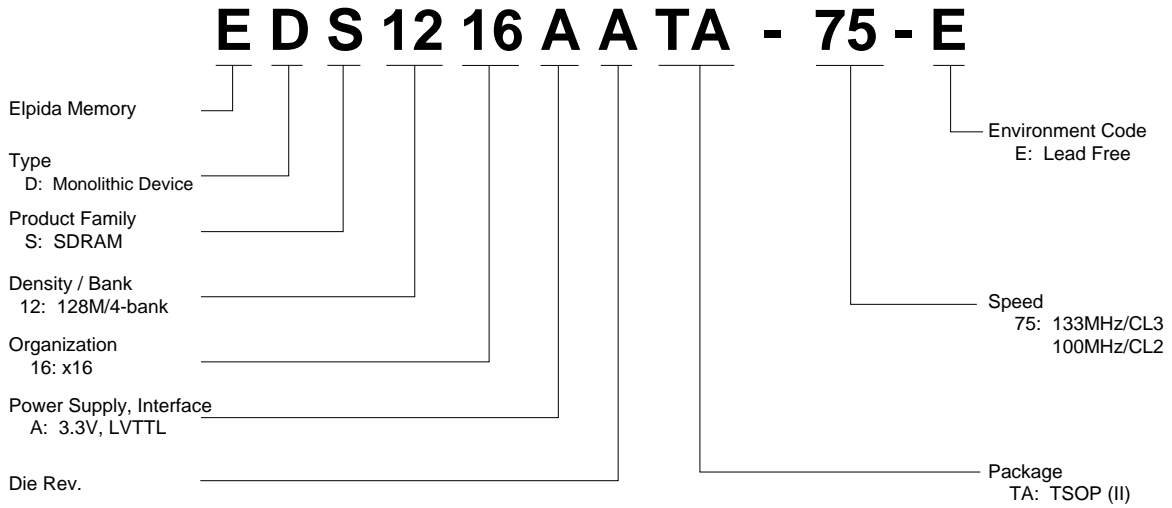 E D S 12 16 A A TA - 75 - E
Elpida Memory
Type
D: Monolithic Device
Product Family
S: SDRAM
Density / Bank
12: 128M/4-bank
Organization
16: x16
Power Supply, Interface
A: 3.3V, LVTTL
Die Rev.
Environment Code
E: Lead Free
Speed
75: 133MHz/CL3
100MHz/CL2
Package
TA: TSOP (II)